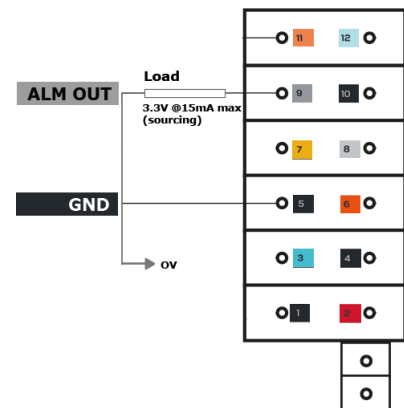 11 12
Load
ALM OUT
9 10
3.3V @15mA max
(sourcing)
7 8
GND
5 6
3 4
0V
1 2